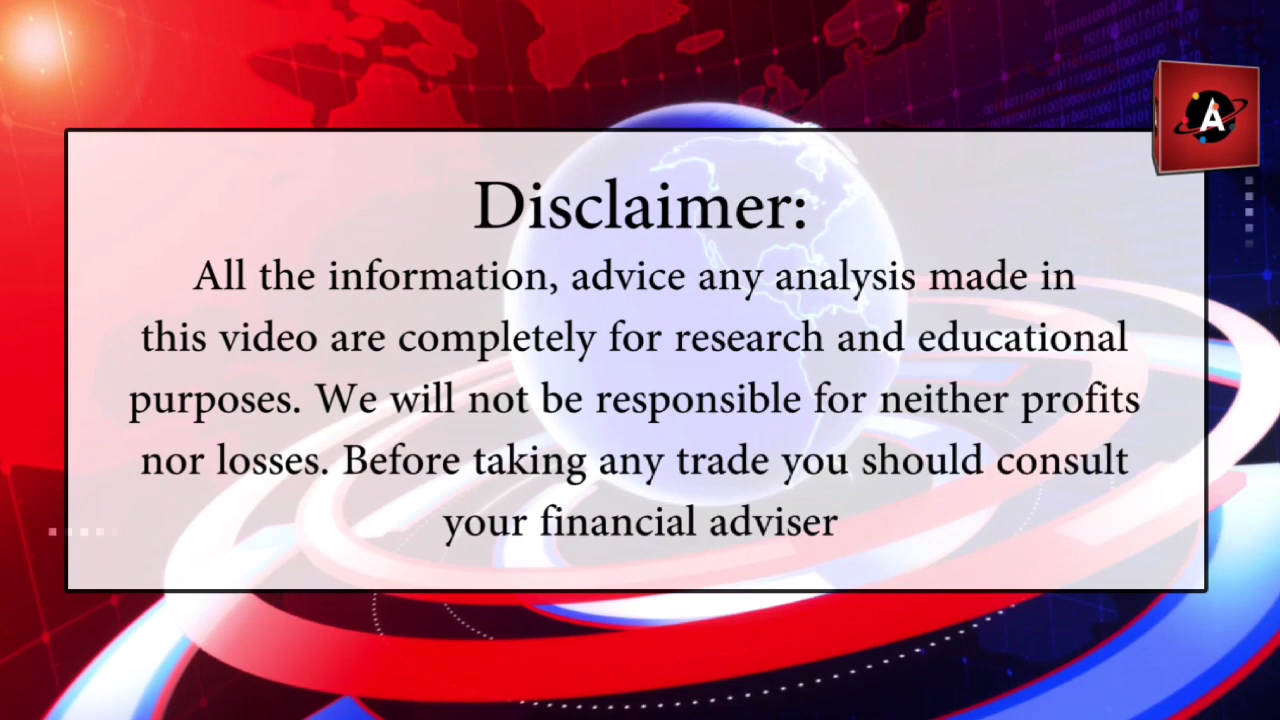 A
Disclaimer:
All the information, advice any analysis made in
this video are completely for research and educational
purposes. We will not be responsible for neither profits
nor losses. Before taking any trade you should consult
your financial adviser